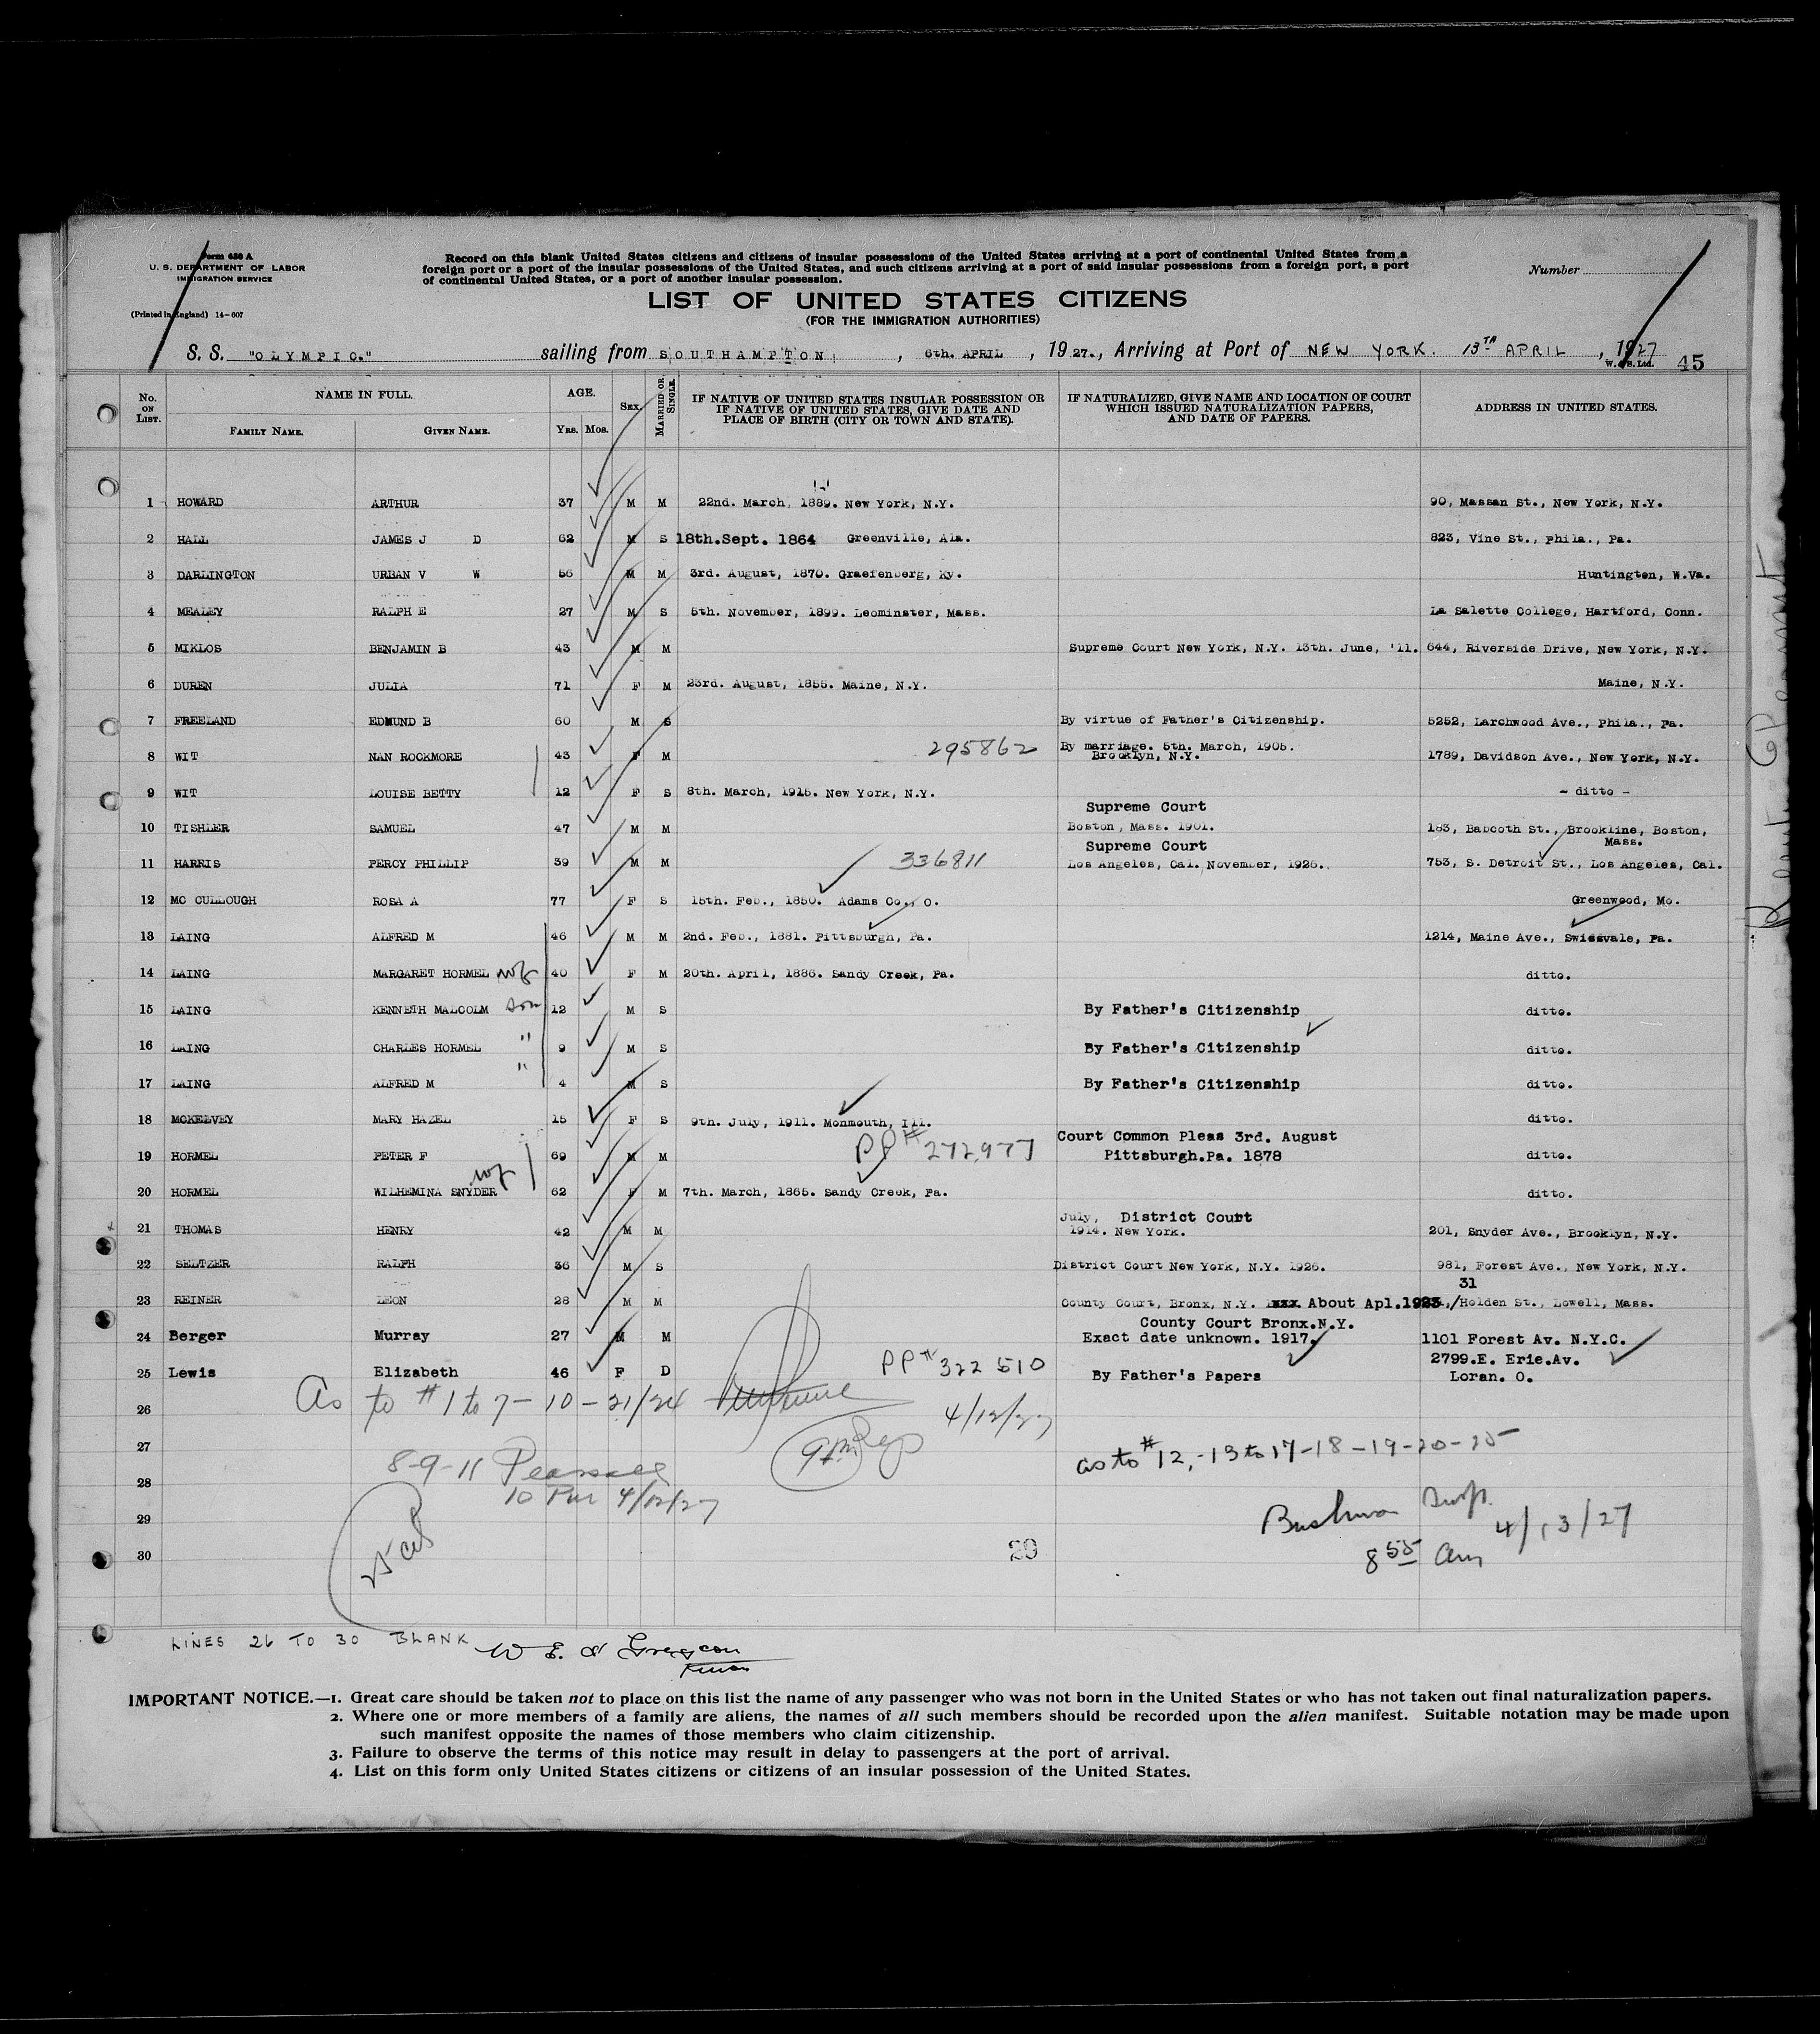 Form 630 A
U. S. DEPARTMENT OF LABOR
IMMIGRATION SERVICE
(Printed in England) 14-607
Record on this blank United States citizens and citizens of insular possessions of the United States arriving at a port of continental United States from a
foreign port or a port of the insular possessions of the United States, and such citizens arriving at a port of said insular possessions from a foreign port, a port
of continental United States, or a port of another insular possession.
Number
LIST OF UNITED STATES CITIZENS
(FOR THE IMMIGRATION AUTHORITIES)
S. S. "OLYMPIC." sailing from SOUTHAMPTON, 6th. APRIL, 1927., Arriving at Port of NEW YORK. 13TH APRIL, 1927
W. & S. Ltd. 45
No. ON LIST. NAME IN FULL. AGE. SEX. MARRIED OR SINGLE. IF NATIVE OF UNITED STATES INSULAR POSSESSION OR IF NATIVE OF UNITED STATES, GIVE DATE AND PLACE OF BIRTH (CITY OR TOWN AND STATE). IF NATURALIZED, GIVE NAME AND LOCATION OF COURT WHICH ISSUED NATURALIZATION PAPERS, AND DATE OF PAPERS. ADDRESS IN UNITED STATES.
FAMILY NAME. GIVEN NAME. YRS. MOS.
1 HOWARD ARTHUR 37 M M 22nd. March, 1889. New York, N.Y. 90, Massan St., New York, N.Y.
2 HALL JAMES J D 62 M S 18th.Sept. 1864 Greenville, Ala. 823, Vine St., Phila., Pa.
3 DARLINGTON URBAN V W 56 M M 3rd. August, 1870. Graefenberg, Ky. Huntington, W.Va.
4 MEALEY RALPH E 27 M S 5th. November, 1899. Leominster, Mass. La Salette College, Hartford, Conn.
5 MIKLOS BENJAMIN B 43 M M Supreme Court New York, N.Y. 13th. June, '11. 644, Riverside Drive, New York, N.Y.
6 DUREN JULIA 71 F M 23rd. August, 1855. Maine, N.Y. Maine, N.Y.
7 FREELAND EDMUND B 60 M S By virtue of Father's Citizenship. 5252, Larchwood Ave., Phila., Pa.
8 WIT NAN ROCKMORE 43 F M 295862 By marriage. 5th. March, 1905. Brooklyn, N.Y. 1789, Davidson Ave., New York, N.Y.
9 WIT LOUISE BETTY 12 F S 8th. March, 1915. New York, N.Y. - ditto -
10 TISHLER SAMUEL 47 M M Supreme Court Boston, Mass. 1901. 183, Babcoth St., Brookline, Boston, Mass.
11 HARRIS PERCY PHILLIP 39 M M 336811 Supreme Court Los Angeles, Cal. November, 1926. 753, S. Detroit St., Los Angeles, Cal.
12 MC CULLOUGH ROSA A 77 F S 15th. Feb., 1850. Adams Co., O. Greenwood, Mo.
13 LAING ALFRED M 46 M M 2nd. Feb., 1881. Pittsburgh, Pa. 1214, Maine Ave., Swissvale, Pa.
14 LAING MARGARET HORMEL wf 40 F M 20th. April, 1886. Sandy Creek, Pa. ditto.
15 LAING KENNETH MALCOLM son 12 M S By Father's Citizenship ditto.
16 LAING CHARLES HORMEL " 9 M S By Father's Citizenship ditto.
17 LAING ALFRED M " 4 M S By Father's Citizenship ditto.
18 MCKELVEY MARY HAZEL 15 F S 9th. July, 1911. Monmouth, Ill. ditto.
19 HORMEL PETER F 69 M M PP# 272,977 Court Common Pleas 3rd. August Pittsburgh.Pa. 1878 ditto.
20 HORMEL WILHEMINA SNYDER wf 62 F M 7th. March, 1865. Sandy Creek, Pa. ditto.
21 THOMAS HENRY 42 M M July, District Court 1914. New York. 201, Snyder Ave., Brooklyn, N.Y.
22 SELTZER RALPH 36 M S District Court New York, N.Y. 1926. 981, Forest Ave., New York, N.Y.
23 REINER LEON 28 M M County Court, Bronx, N.Y. About Apl.1923. 31 Holden St., Lowell, Mass.
24 Berger Murray 27 M M County Court Bronx.N.Y. Exact date unknown. 1917. 1101 Forest Av. N.Y.C.
25 Lewis Elizabeth 46 F D PP# 322 510 By Father's Papers 2799.E. Erie.Av. Loran. O.
26 As to # 1 to 7 - 10 - 21/24 4/12/27
27 9 PM as to # 12, - 13 to 17 - 18 - 19 - 20 - 25
28 8-9-11
10 PM 4/12/27
29
30
4/13/27
8 55 am
29
LINES 26 TO 30 BLANK
IMPORTANT NOTICE.—1. Great care should be taken not to place on this list the name of any passenger who was not born in the United States or who has not taken out final naturalization papers.
2. Where one or more members of a family are aliens, the names of all such members should be recorded upon the alien manifest. Suitable notation may be made upon
such manifest opposite the names of those members who claim citizenship.
3. Failure to observe the terms of this notice may result in delay to passengers at the port of arrival.
4. List on this form only United States citizens or citizens of an insular possession of the United States.